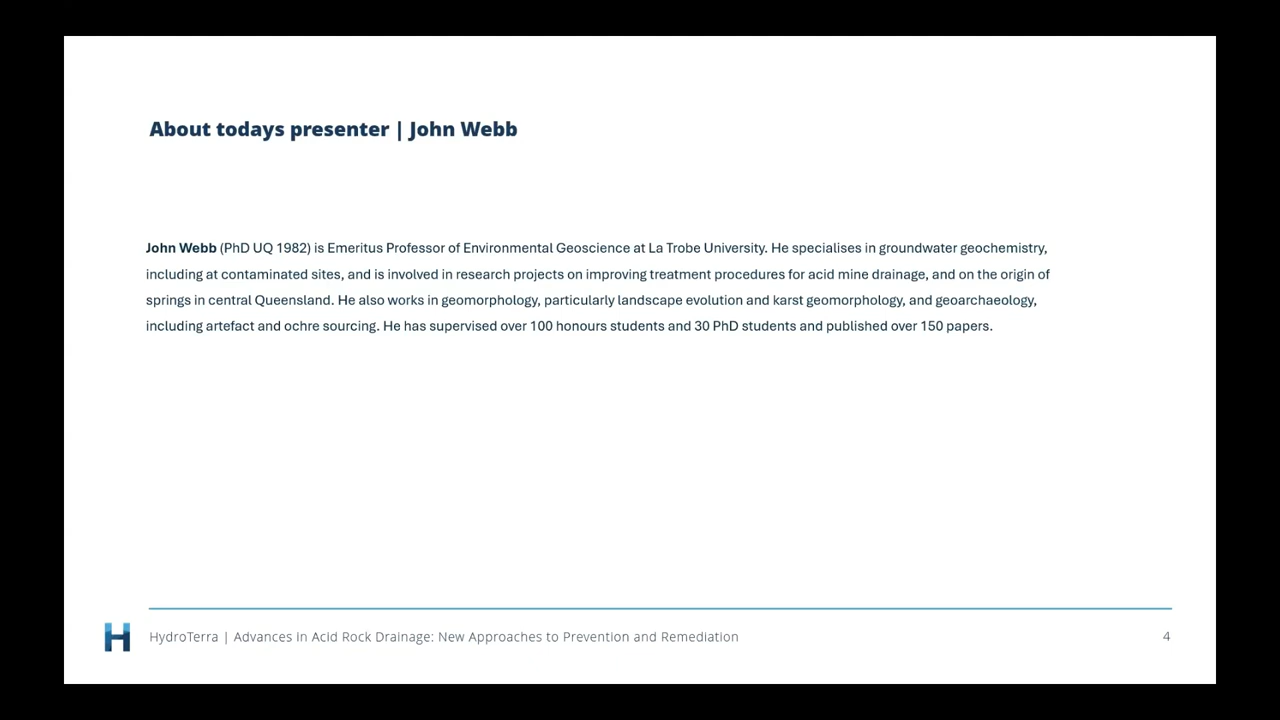 About todays presenter | John Webb
John Webb (PhD UQ 1982) is Emeritus Professor of Environmental Geoscience at La Trobe University. He specialises in groundwater geochemistry,
including at contaminated sites, and is involved in research projects on improving treatment procedures for acid mine drainage, and on the origin of
springs in central Queensland. He also works in geomorphology, particularly landscape evolution and karst geomorphology, and geoarchaeology,
including artefact and ochre sourcing. He has supervised over 100 honours students and 30 PhD students and published over 150 papers.
HydroTerra | Advances in Acid Rock Drainage: New Approaches to Prevention and Remediation
4